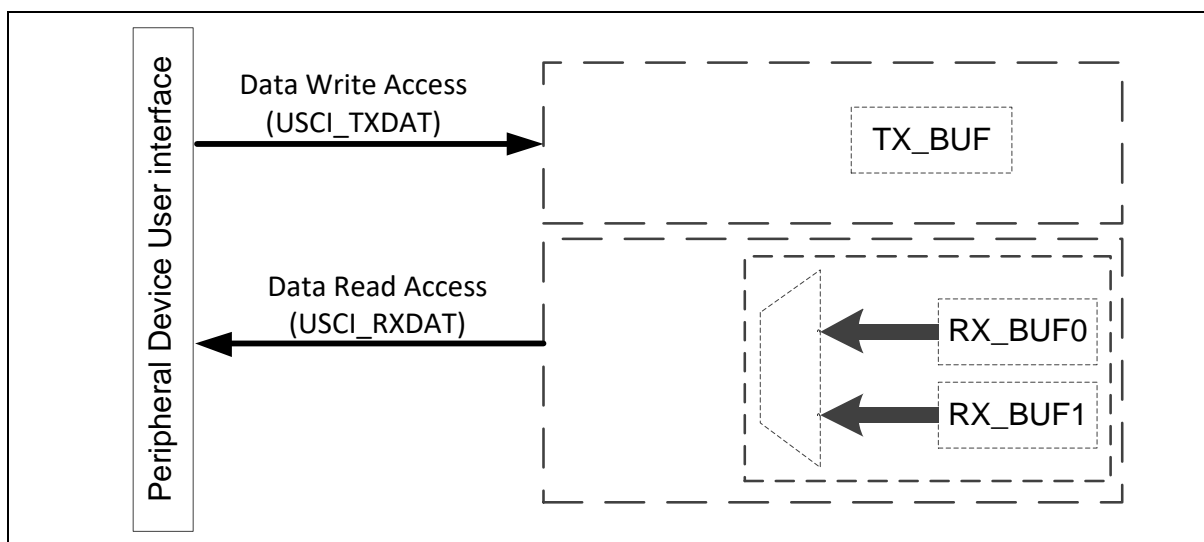 Peripheral Device User interface
Data Write Access
(USCI_TXDAT)
TX_BUF
Data Read Access
(USCI_RXDAT)
RX_BUF0
RX_BUF1